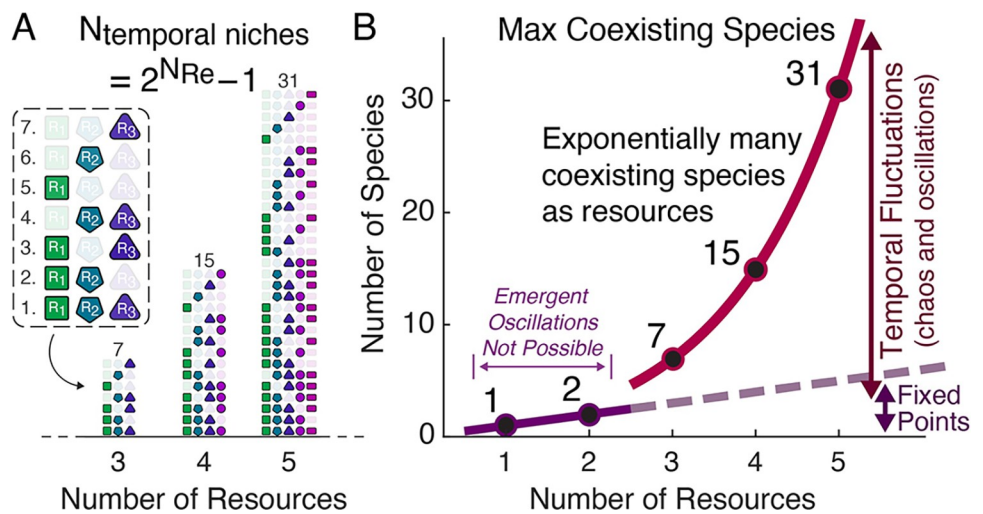 A
N temporal niches
= 2^NRe – 1
7. R1 R2 R3
6. R1 R2 R3
5. R1 R2 R3
4. R1 R2 R3
3. R1 R2 R3
2. R1 R2 R3
1. R1 R2 R3
7
15
31
3 4 5
Number of Resources
B
Max Coexisting Species
Number of Species
30
20
10
0
31
Exponentially many
coexisting species
as resources
15
7
Emergent
Oscillations
Not Possible
1
2
Temporal Fluctuations
(chaos and oscillations)
Fixed
Points
1 2 3 4 5
Number of Resources